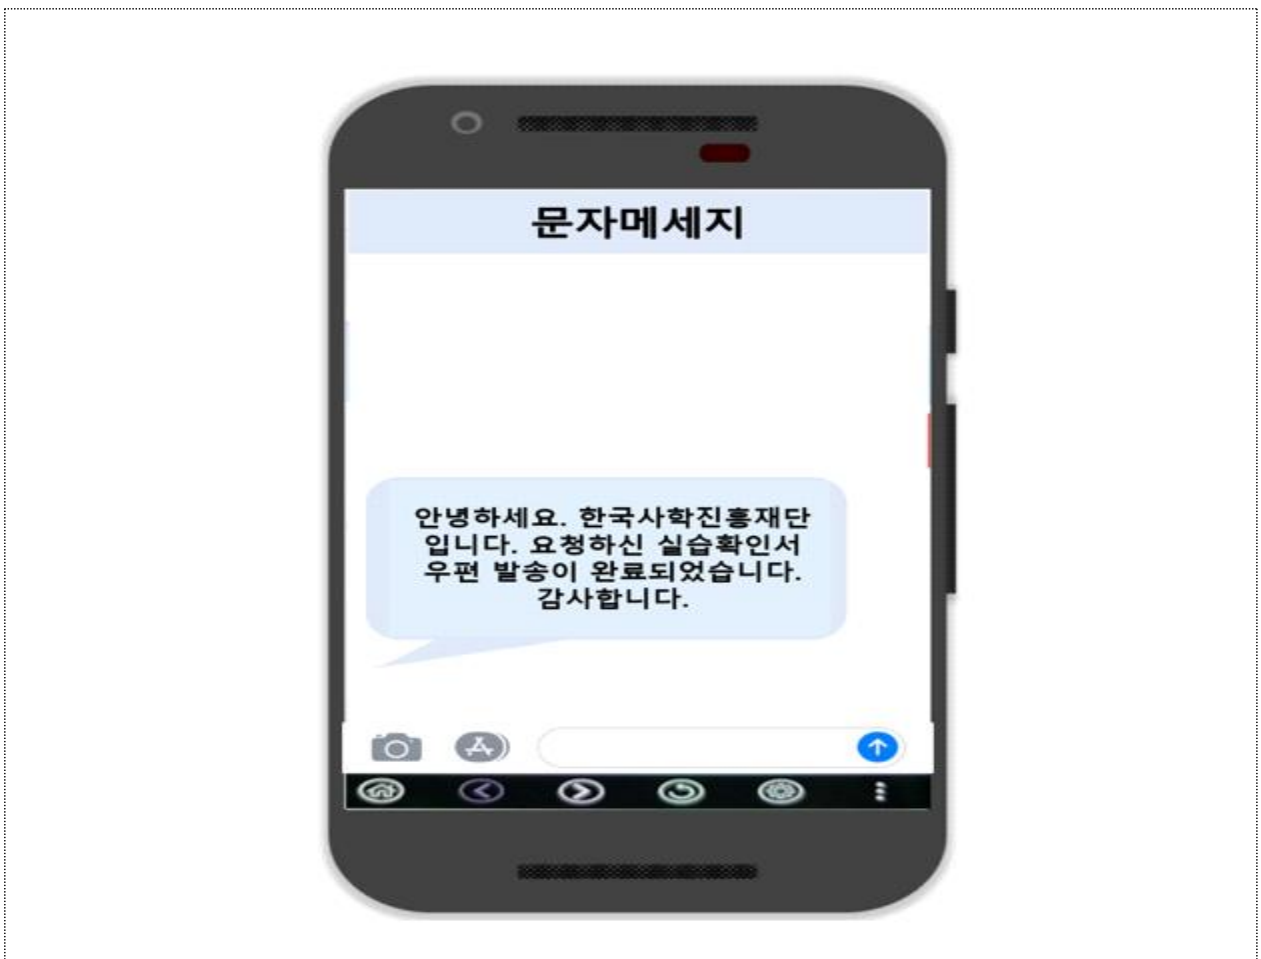 문자메세지
안녕하세요. 한국사학진흥재단
입니다. 요청하신 실습확인서
우편 발송이 완료되었습니다.
감사합니다.